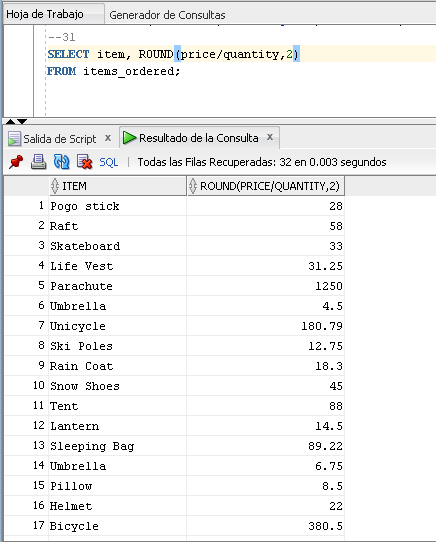 Hoja de Trabajo Generador de Consultas
--31
SELECT item, ROUND(price/quantity,2)
FROM items_ordered;
Salida de Script x Resultado de la Consulta x
SQL | Todas las Filas Recuperadas: 32 en 0.003 segundos
ITEM ROUND(PRICE/QUANTITY,2)
1 Pogo stick 28
2 Raft 58
3 Skateboard 33
4 Life Vest 31.25
5 Parachute 1250
6 Umbrella 4.5
7 Unicycle 180.79
8 Ski Poles 12.75
9 Rain Coat 18.3
10 Snow Shoes 45
11 Tent 88
12 Lantern 14.5
13 Sleeping Bag 89.22
14 Umbrella 6.75
15 Pillow 8.5
16 Helmet 22
17 Bicycle 380.5